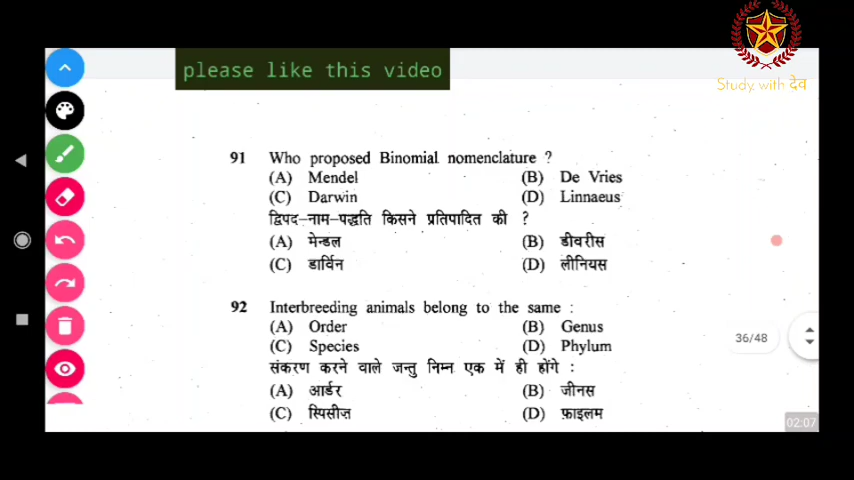 please like this video
Study with देव
91 Who proposed Binomial nomenclature ?
(A) Mendel (B) De Vries
(C) Darwin (D) Linnaeus
द्विपद-नाम-पद्धति किसने प्रतिपादित की ?
(A) मेन्डल (B) डीवरीस
(C) डार्विन (D) लीनियस
92 Interbreeding animals belong to the same :
(A) Order (B) Genus
36/48
(C) Species (D) Phylum
संकरण करने वाले जन्तु निम्न एक में ही होंगे :
(A) आर्डर (B) जीनस
(C) स्पिसीज़ (D) फ़ाइलम
02:07